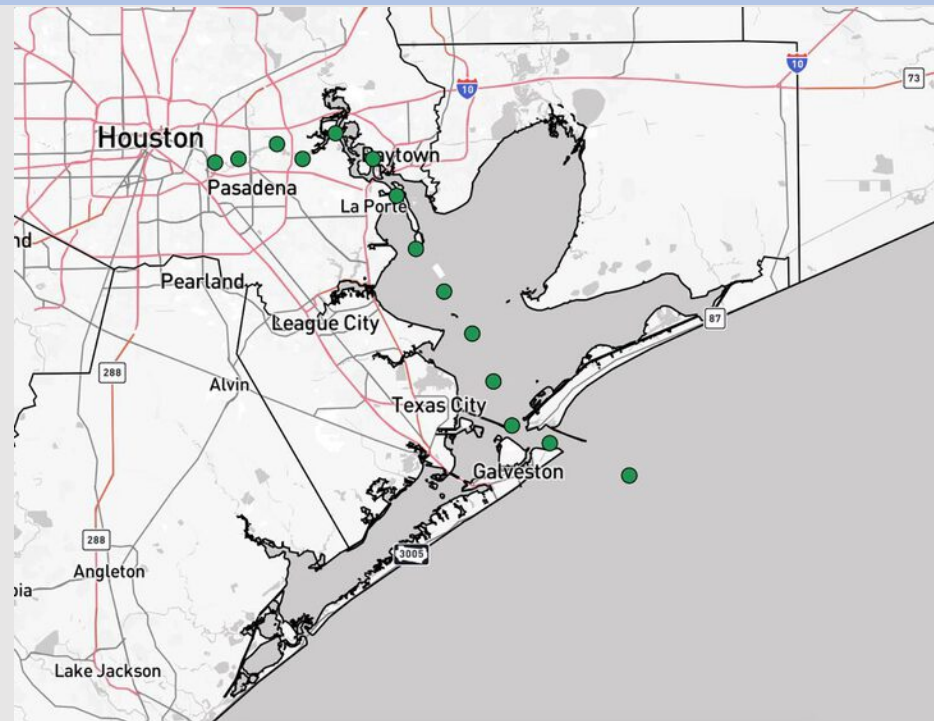 10
10
73
Houston
Baytown
Pasadena
La Porte
nd
Pearland
87
League City
288
Alvin
Texas City
Galveston
288
3005
Angleton
bia
Lake Jackson